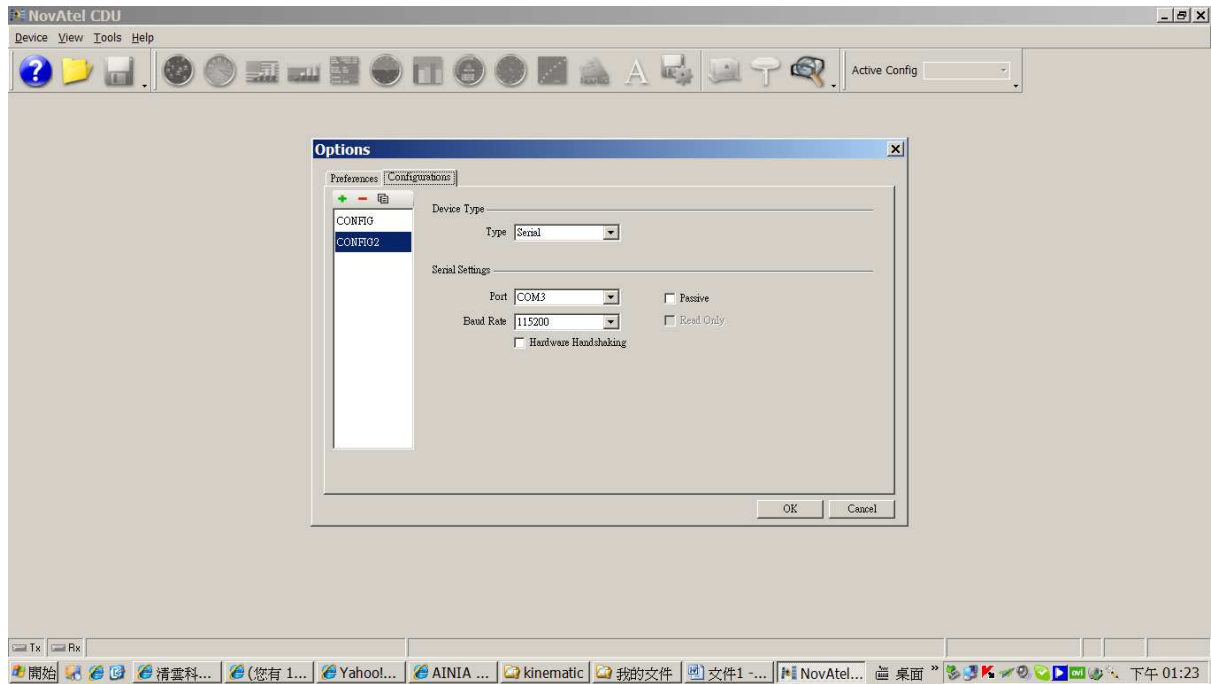 NovAtel CDU
Device View Tools Help
Active Config
Options
Preferences Configurations
CONFIG
CONFIG2
Device Type
Type Serial
Serial Settings
Port COM3 Passive
Baud Rate 115200 Read Only
Hardware Handshaking
OK Cancel
Tx Rx
開始 清雲科... (您有 1... Yahoo!... AINIA ... kinematic 我的文件 文件1 -... NovAtel... 桌面 » 下午 01:23